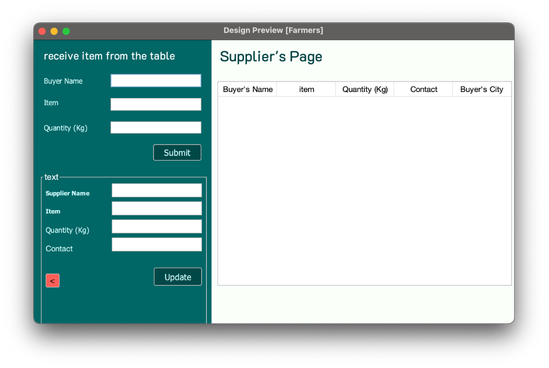 Design Preview [Farmers]
receive item from the table
Buyer Name
Item
Quantity (Kg)
Submit
text
Supplier Name
Item
Quantity (Kg)
Contact
<
Update
Supplier's Page
Buyer's Name item Quantity (Kg) Contact Buyer's City